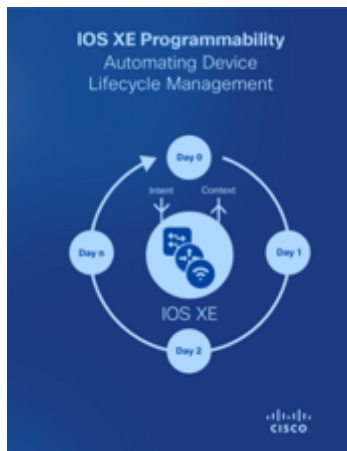 IOS XE Programmability
Automating Device
Lifecycle Management
Day 0
Intent Context
Day n
Day 1
IOS XE
Day 2
CISCO